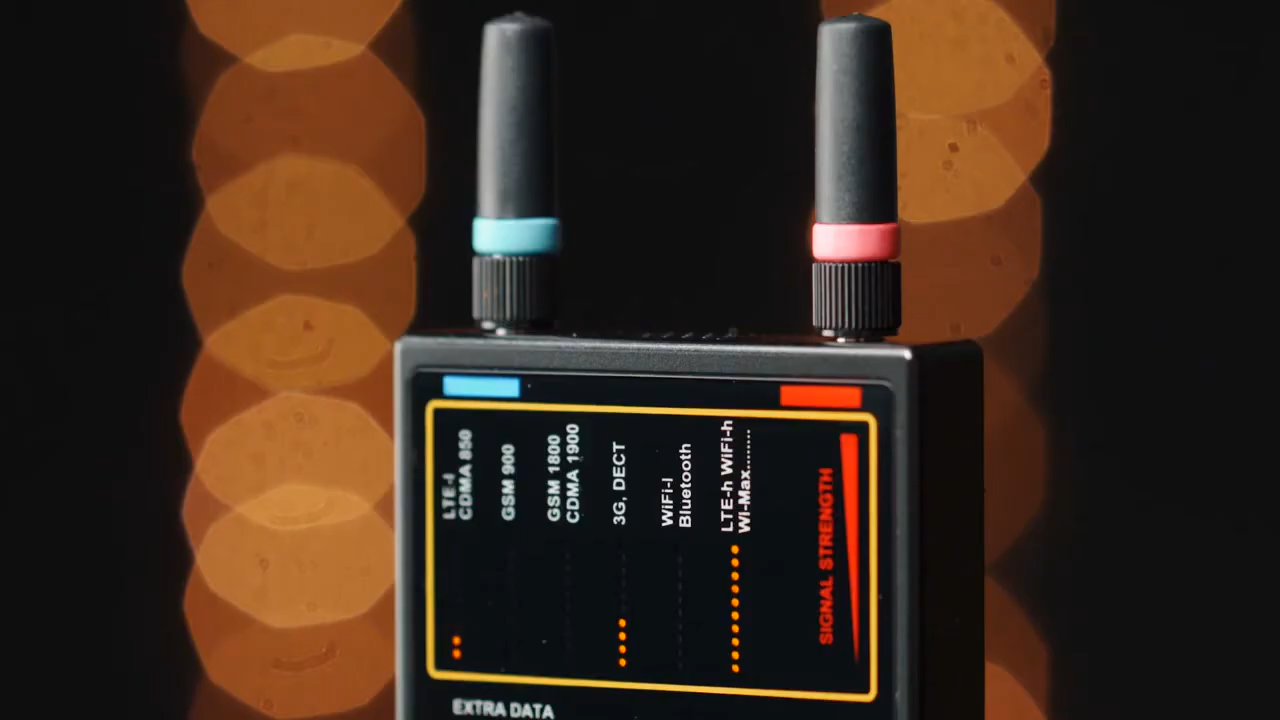 LTE-l
CDMA 850
GSM 900
GSM 1800
CDMA 1900
3G, DECT
WiFi-l
Bluetooth
LTE-h WiFi-h
Wi-Max........
SIGNAL STRENGTH
EXTRA DATA